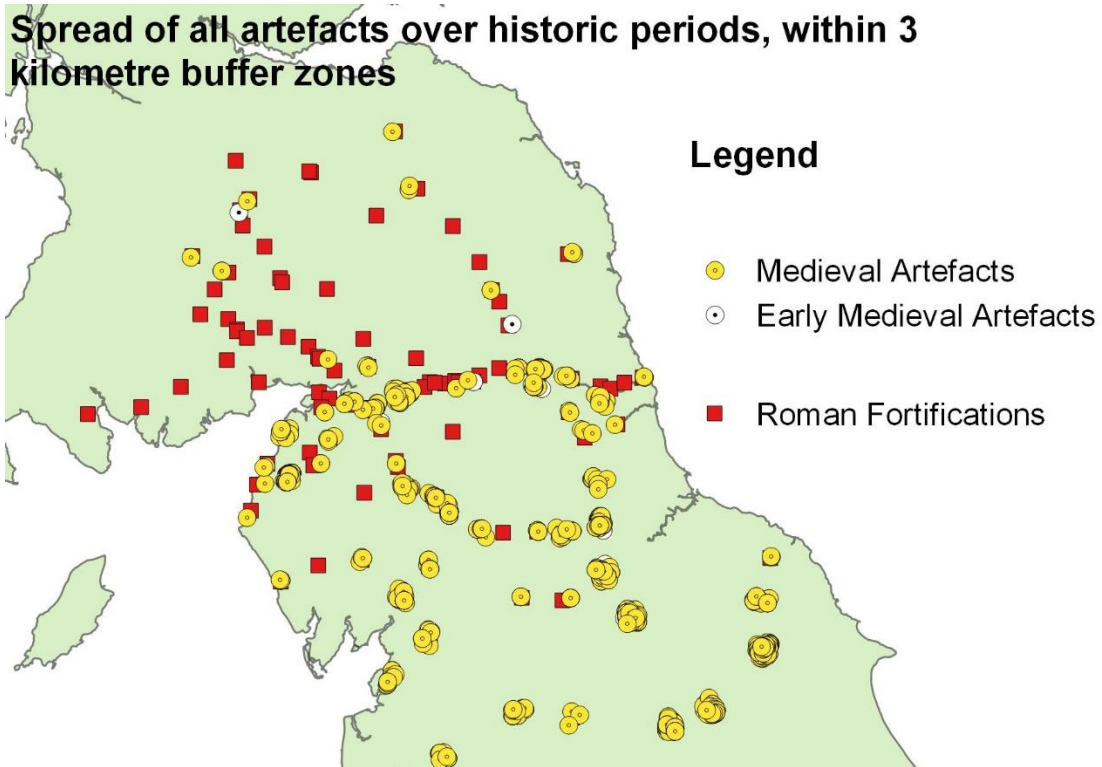 Spread of all artefacts over historic periods, within 3
kilometre buffer zones
Legend
Medieval Artefacts
Early Medieval Artefacts
Roman Fortifications